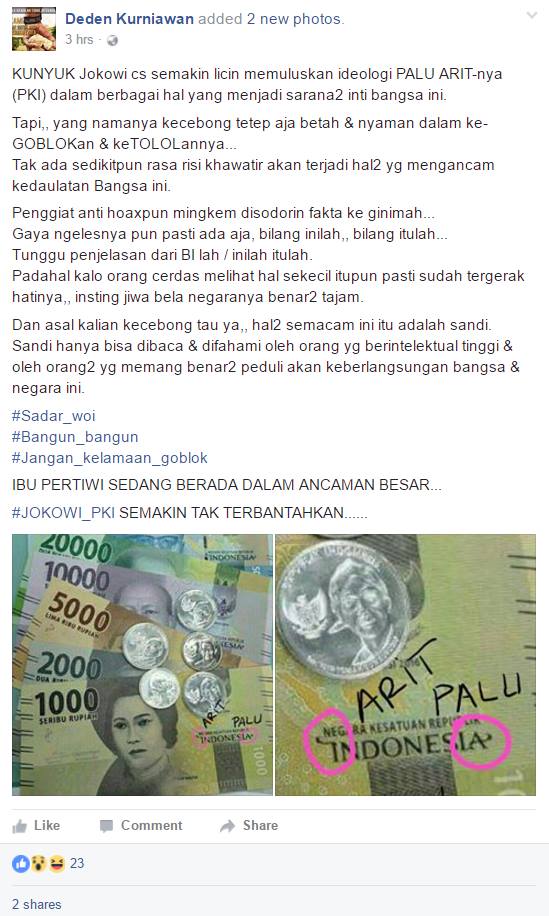 Deden Kurniawan added 2 new photos.
3 hrs ·
KUNYUK Jokowi cs semakin licin memuluskan ideologi PALU ARIT-nya
(PKI) dalam berbagai hal yang menjadi sarana2 inti bangsa ini.
Tapi,, yang namanya kecebong tetep aja betah & nyaman dalam ke-
GOBLOKan & keTOLOLannya...
Tak ada sedikitpun rasa risi khawatir akan terjadi hal2 yg mengancam
kedaulatan Bangsa ini.
Penggiat anti hoaxpun mingkem disodorin fakta ke ginimah...
Gaya ngelesnya pun pasti ada aja, bilang inilah,, bilang itulah...
Tunggu penjelasan dari BI lah / inilah itulah.
Padahal kalo orang cerdas melihat hal sekecil itupun pasti sudah tergerak
hatinya,, insting jiwa bela negaranya benar2 tajam.
Dan asal kalian kecebong tau ya,, hal2 semacam ini itu adalah sandi.
Sandi hanya bisa dibaca & difahami oleh orang yg berintelektual tinggi &
oleh orang2 yg memang benar2 peduli akan keberlangsungan bangsa &
negara ini.
#Sadar_woi
#Bangun_bangun
#Jangan_kelamaan_goblok
IBU PERTIWI SEDANG BERADA DALAM ANCAMAN BESAR...
#JOKOWI_PKI SEMAKIN TAK TERBANTAHKAN......
20000
INDONESIA
10000
5000
LIMA RIBU RUPIAH
2000
1000
SERIBU RUPIAH
ARIT
PALU
INDONESIA
1000
ARIT
PALU
NEGARA KESATUAN REPUBLIK
INDONESIA
Like
Comment
Share
23
2 shares